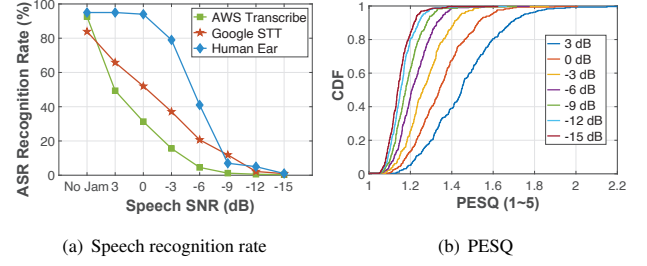 ASR Recognition Rate (%)
100
80
60
40
20
0
AWS Transcribe
Google STT
Human Ear
No Jam 3 0 -3 -6 -9 -12 -15
Speech SNR (dB)
(a) Speech recognition rate
CDF
1
0.8
0.6
0.4
0.2
0
3 dB
0 dB
-3 dB
-6 dB
-9 dB
-12 dB
-15 dB
1 1.2 1.4 1.6 1.8 2 2.2
PESQ (1~5)
(b) PESQ